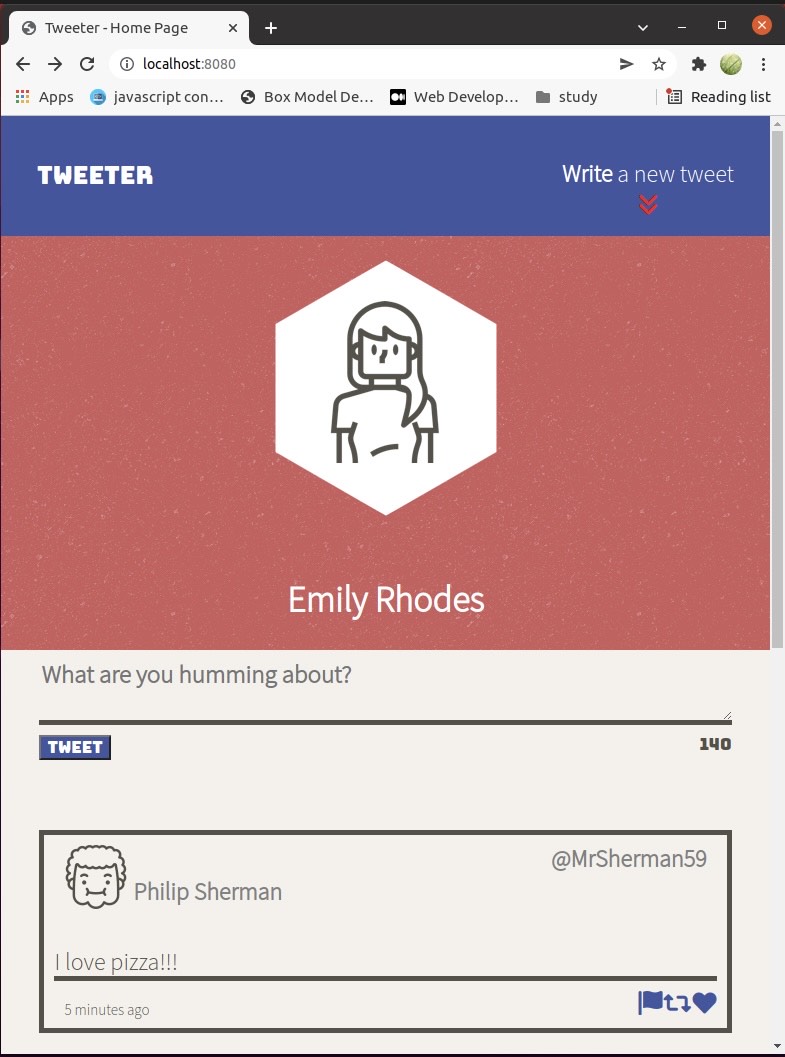 Tweeter - Home Page
localhost:8080
Apps javascript con... Box Model De... Web Develop... study Reading list
TWEETER
Write a new tweet
Emily Rhodes
What are you humming about?
TWEET 140
@MrSherman59
Philip Sherman
I love pizza!!!
5 minutes ago